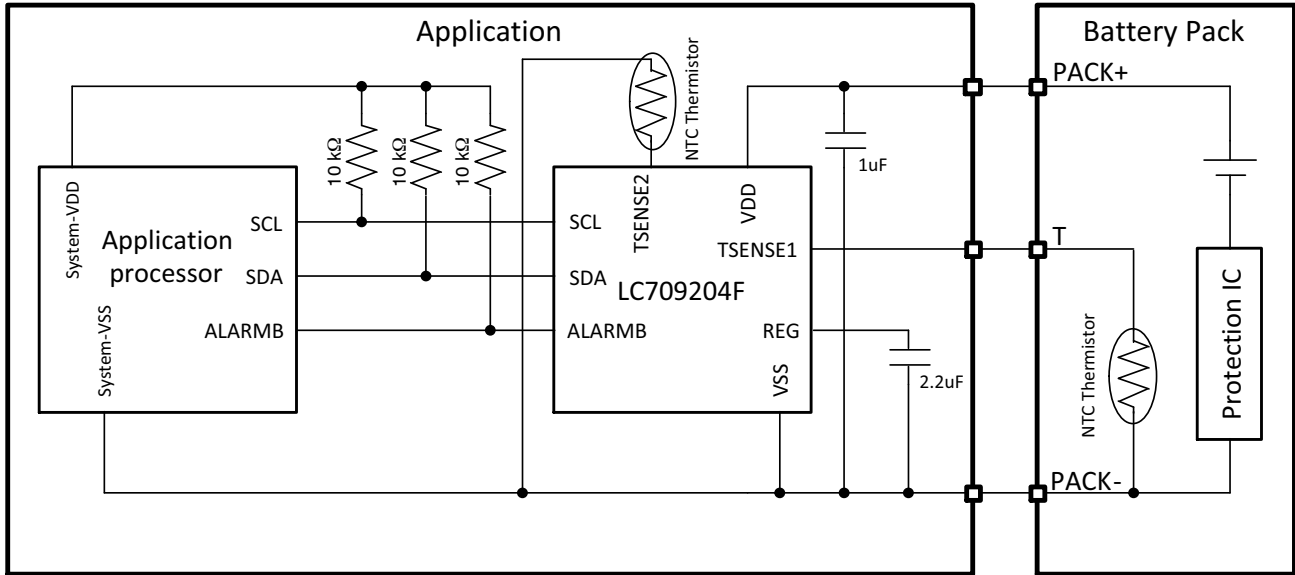 Application
Battery Pack
PACK+
NTC Thermistor
10 kΩ
10 kΩ
10 kΩ
1uF
System-VDD
TSENSE2
VDD
SCL
SCL
T
Application
processor
TSENSE1
SDA
SDA
LC709204F
ALARMB
ALARMB
REG
System-VSS
VSS
2.2uF
NTC Thermistor
Protection IC
PACK-